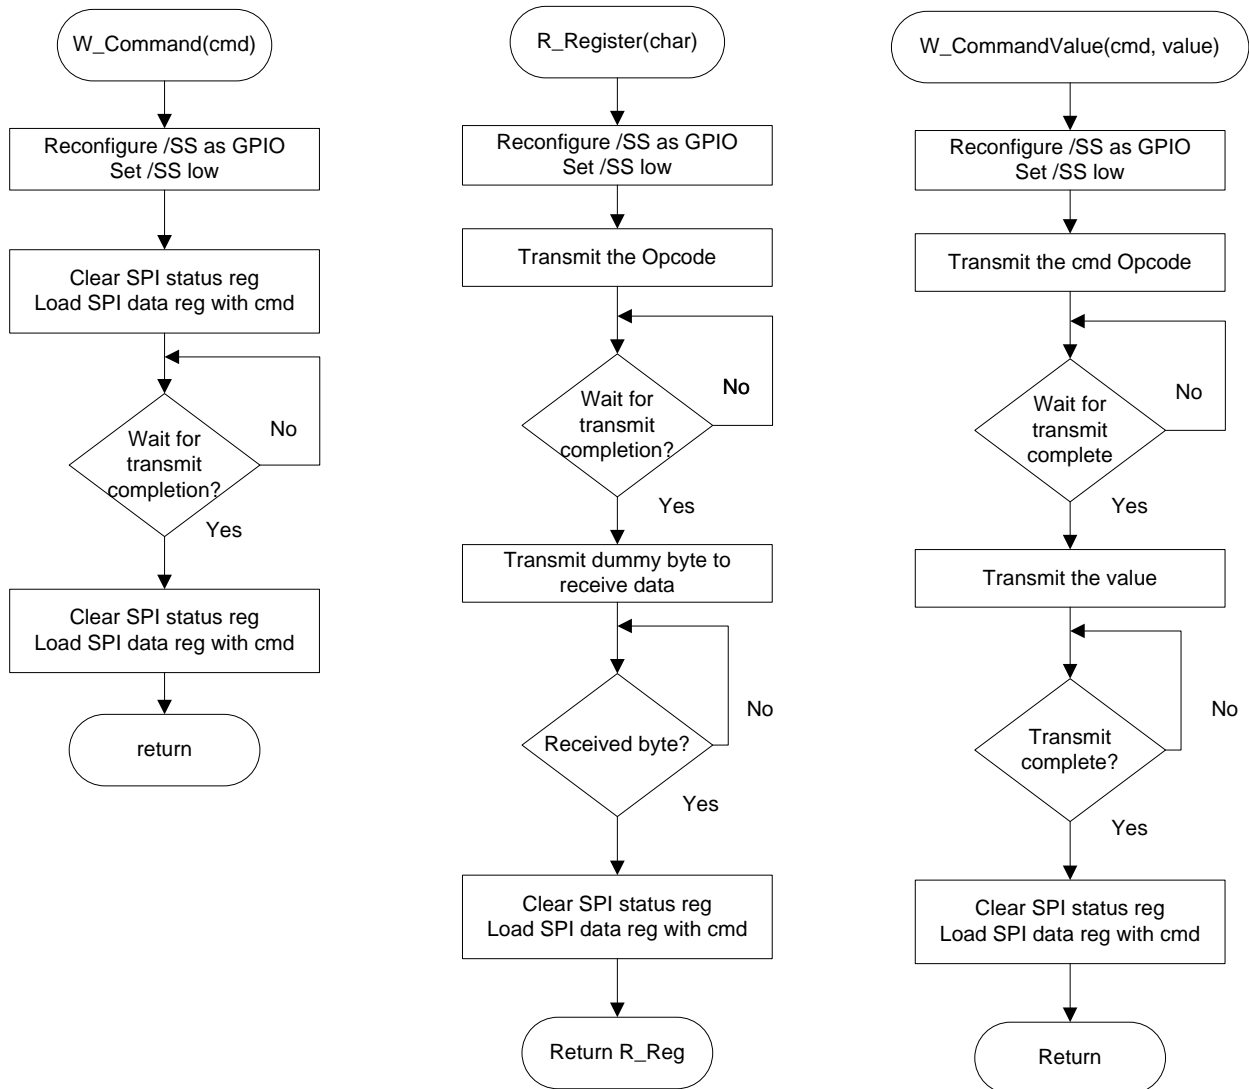 W_Command(cmd)
Reconfigure /SS as GPIO
Set /SS low
Clear SPI status reg
Load SPI data reg with cmd
Wait for
transmit
completion?
No
Yes
Clear SPI status reg
Load SPI data reg with cmd
return
R_Register(char)
Reconfigure /SS as GPIO
Set /SS low
Transmit the Opcode
Wait for
transmit
completion?
No
Yes
Transmit dummy byte to
receive data
Received byte?
No
Yes
Clear SPI status reg
Load SPI data reg with cmd
Return R_Reg
W_CommandValue(cmd, value)
Reconfigure /SS as GPIO
Set /SS low
Transmit the cmd Opcode
Wait for
transmit
complete
No
Yes
Transmit the value
Transmit
complete?
No
Yes
Clear SPI status reg
Load SPI data reg with cmd
Return